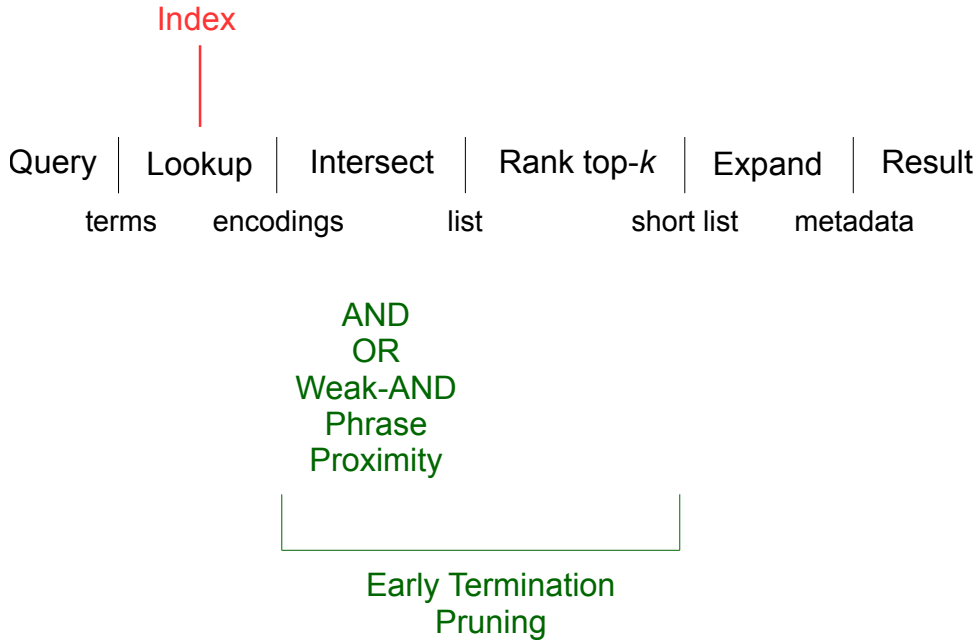 Index
Query Lookup Intersect Rank top-k Expand Result
terms encodings list short list metadata
AND
OR
Weak-AND
Phrase
Proximity
Early Termination
Pruning